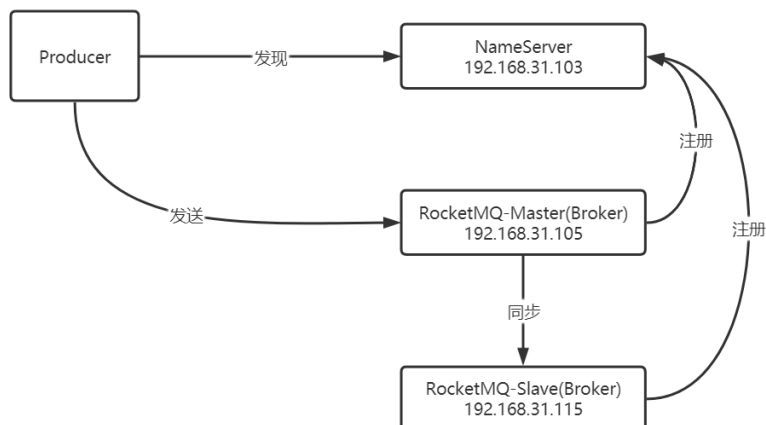 Producer
发现
NameServer
192.168.31.103
注册
发送
RocketMQ-Master(Broker)
192.168.31.105
注册
同步
RocketMQ-Slave(Broker)
192.168.31.115